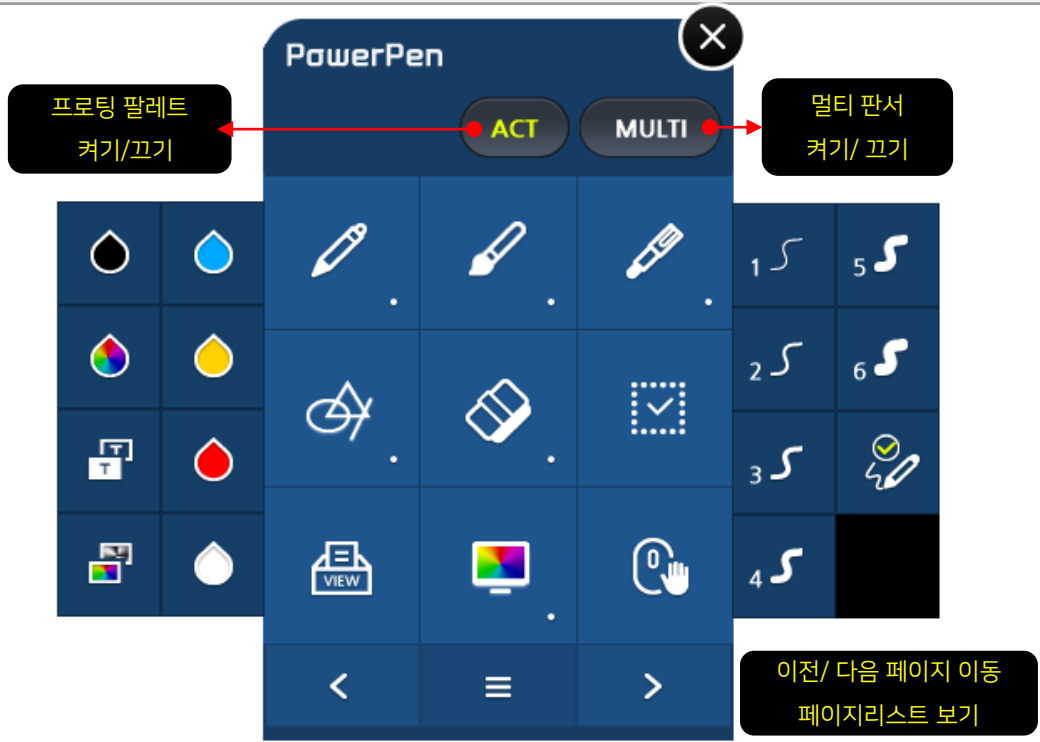 PowerPen
프로팅 팔레트
켜기/끄기
ACT
MULTI
멀티 판서
켜기/ 끄기
1
5
2
6
T
T
3
VIEW
4
이전/ 다음 페이지 이동
페이지리스트 보기